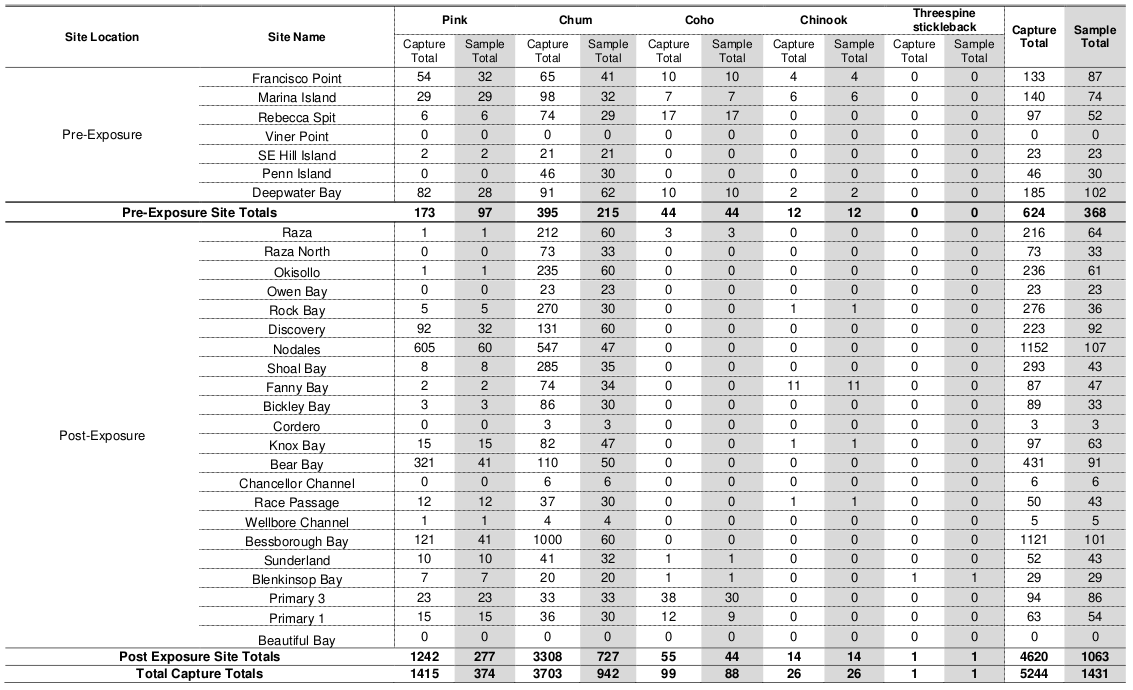 Site Location Site Name Pink Chum Coho Chinook Threespine stickleback Capture Total Sample Total
Capture Total Sample Total Capture Total Sample Total Capture Total Sample Total Capture Total Sample Total Capture Total Sample Total
Pre-Exposure
Francisco Point 54 32 65 41 10 10 4 4 0 0 133 87
Marina Island 29 29 98 32 7 7 6 6 0 0 140 74
Rebecca Spit 6 6 74 29 17 17 0 0 0 0 97 52
Viner Point 0 0 0 0 0 0 0 0 0 0 0 0
SE Hill Island 2 2 21 21 0 0 0 0 0 0 23 23
Penn Island 0 0 46 30 0 0 0 0 0 0 46 30
Deepwater Bay 82 28 91 62 10 10 2 2 0 0 185 102
Pre-Exposure Site Totals 173 97 395 215 44 44 12 12 0 0 624 368
Post-Exposure
Raza 1 1 212 60 3 3 0 0 0 0 216 64
Raza North 0 0 73 33 0 0 0 0 0 0 73 33
Okisollo 1 1 235 60 0 0 0 0 0 0 236 61
Owen Bay 0 0 23 23 0 0 0 0 0 0 23 23
Rock Bay 5 5 270 30 0 0 1 1 0 0 276 36
Discovery 92 32 131 60 0 0 0 0 0 0 223 92
Nodales 605 60 547 47 0 0 0 0 0 0 1152 107
Shoal Bay 8 8 285 35 0 0 0 0 0 0 293 43
Fanny Bay 2 2 74 34 0 0 11 11 0 0 87 47
Bickley Bay 3 3 86 30 0 0 0 0 0 0 89 33
Cordero 0 0 3 3 0 0 0 0 0 0 3 3
Knox Bay 15 15 82 47 0 0 1 1 0 0 97 63
Bear Bay 321 41 110 50 0 0 0 0 0 0 431 91
Chancellor Channel 0 0 6 6 0 0 0 0 0 0 6 6
Race Passage 12 12 37 30 0 0 1 1 0 0 50 43
Wellbore Channel 1 1 4 4 0 0 0 0 0 0 5 5
Bessborough Bay 121 41 1000 60 0 0 0 0 0 0 1121 101
Sunderland 10 10 41 32 1 1 0 0 0 0 52 43
Blenkinsop Bay 7 7 20 20 1 1 0 0 1 1 29 29
Primary 3 23 23 33 33 38 30 0 0 0 0 94 86
Primary 1 15 15 36 30 12 9 0 0 0 0 63 54
Beautiful Bay 0 0 0 0 0 0 0 0 0 0 0 0
Post Exposure Site Totals 1242 277 3308 727 55 44 14 14 1 1 4620 1063
Total Capture Totals 1415 374 3703 942 99 88 26 26 1 1 5244 1431